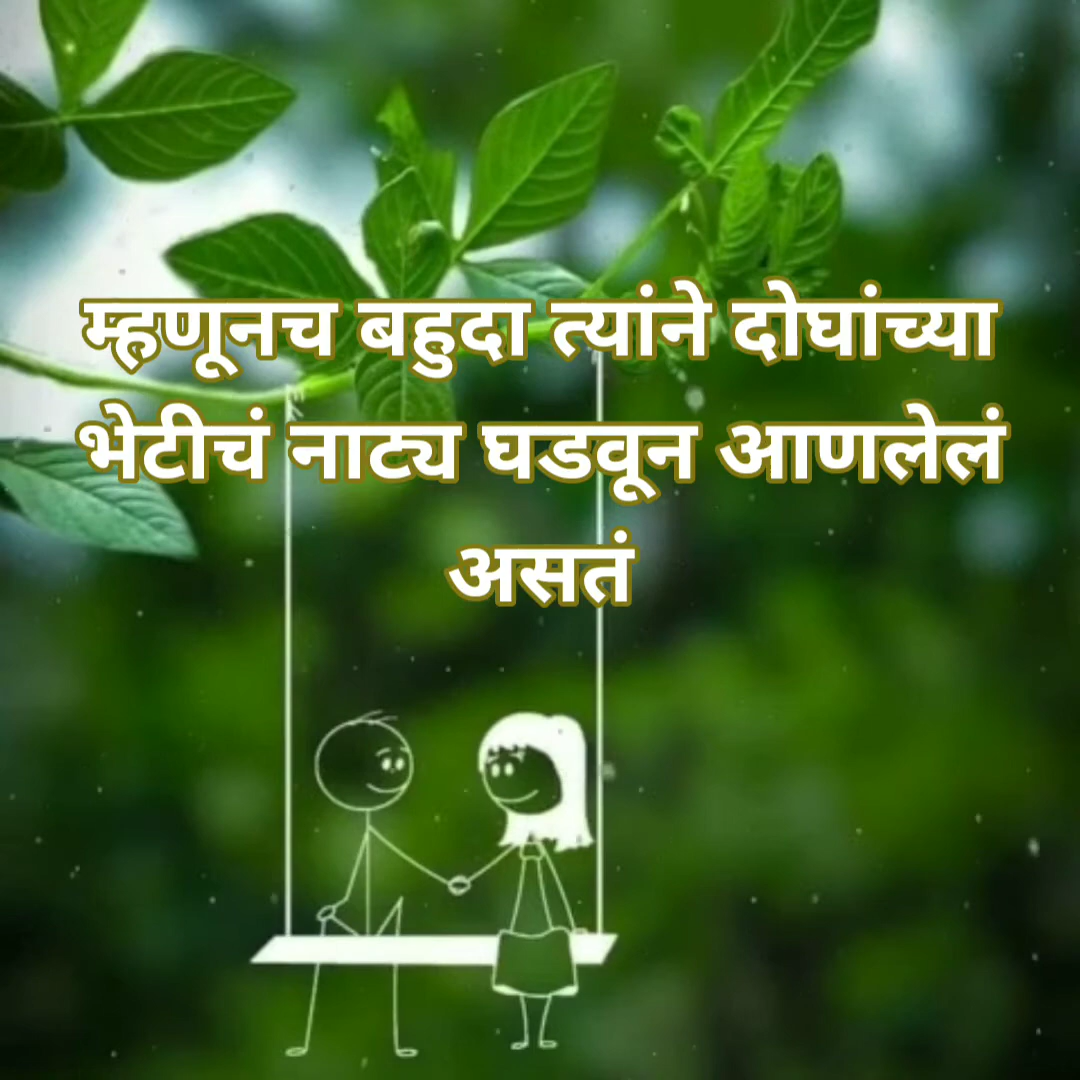 म्हणूनच बहुदा त्यांने दोघांच्या
भेटीचं नाट्य घडवून आणलेलं
असतं